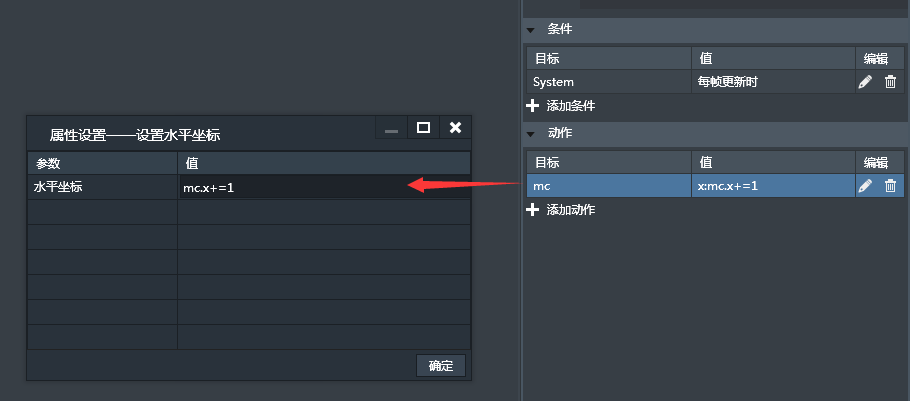 条件
目标 值 编辑
System 每帧更新时
添加条件
动作
目标 值 编辑
mc x:mc.x+=1
添加动作
属性设置——设置水平坐标
参数 值
水平坐标 mc.x+=1
确定